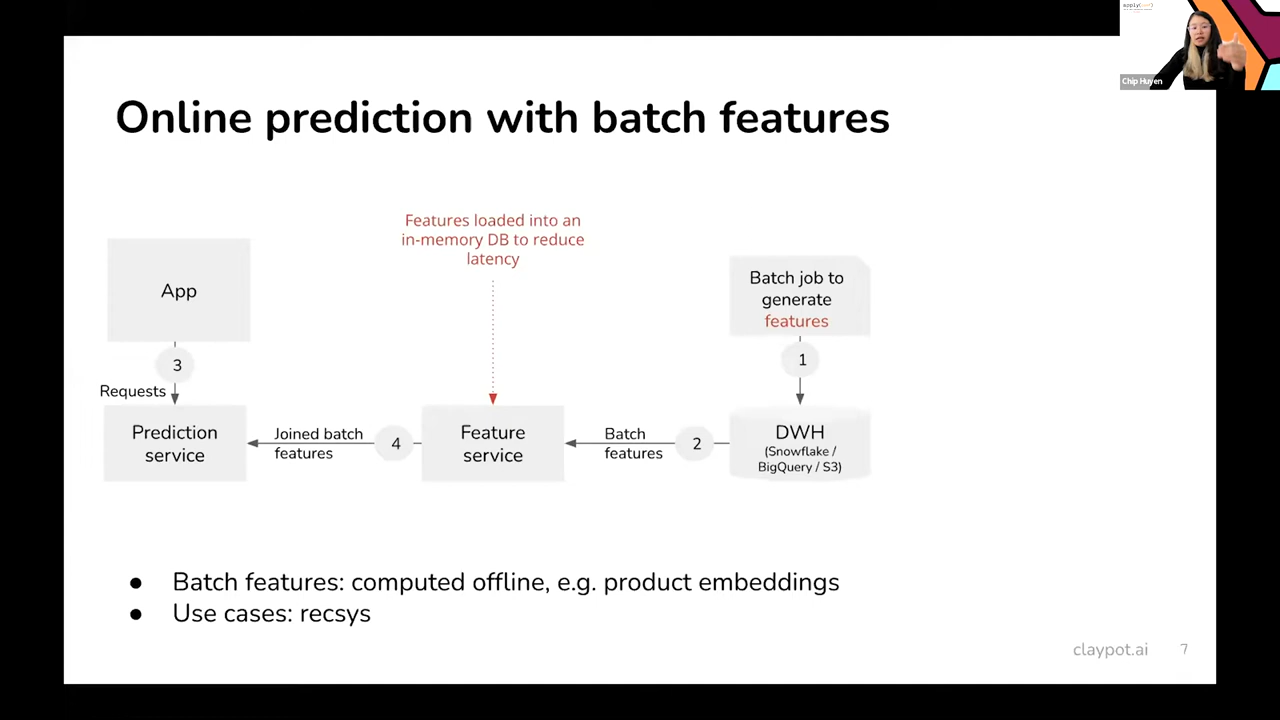 Chip Huyen
Online prediction with batch features
Features loaded into an
in-memory DB to reduce
latency
App
Batch job to
generate
features
3
1
Requests
Prediction
service
Joined batch
features
4
Feature
service
Batch
features
2
DWH
(Snowflake /
BigQuery / S3)
● Batch features: computed offline, e.g. product embeddings
● Use cases: recsys
claypot.ai
7